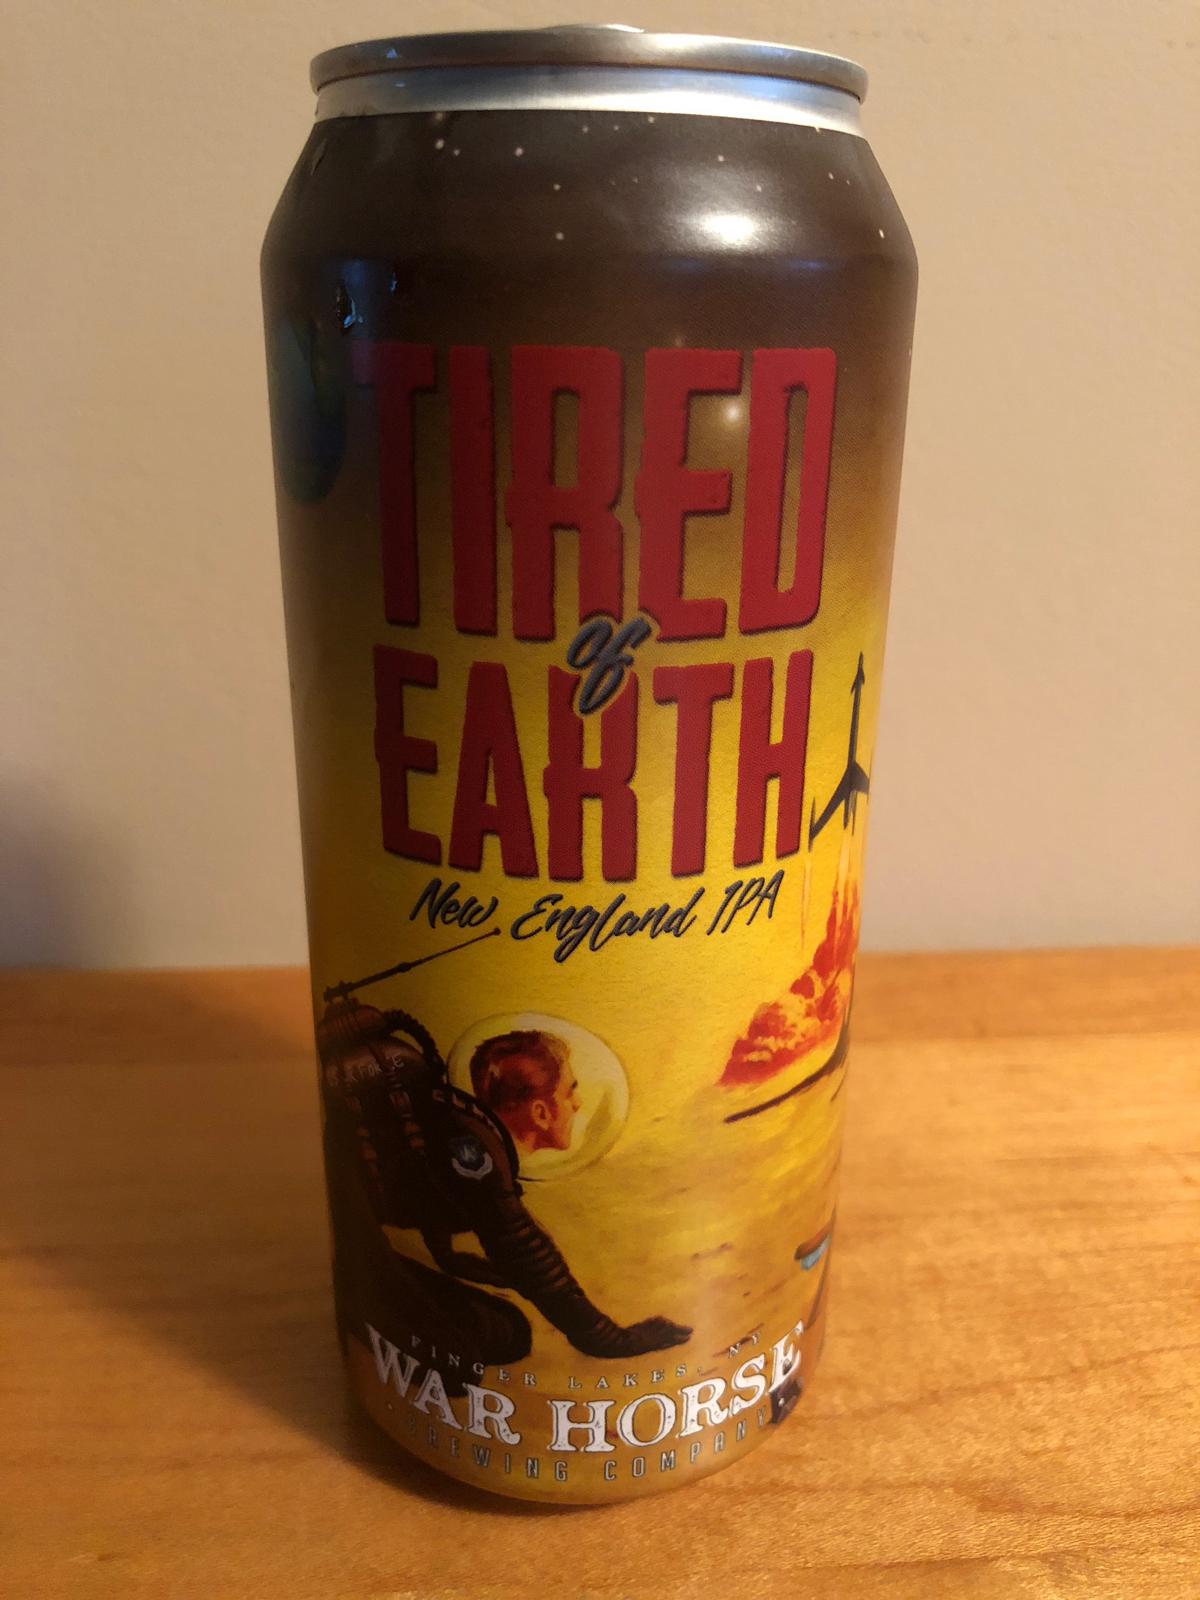 TIRED
of
EARTH
New England IPA
FINGER LAKES, NY
WAR HORSE
BREWING COMPANY